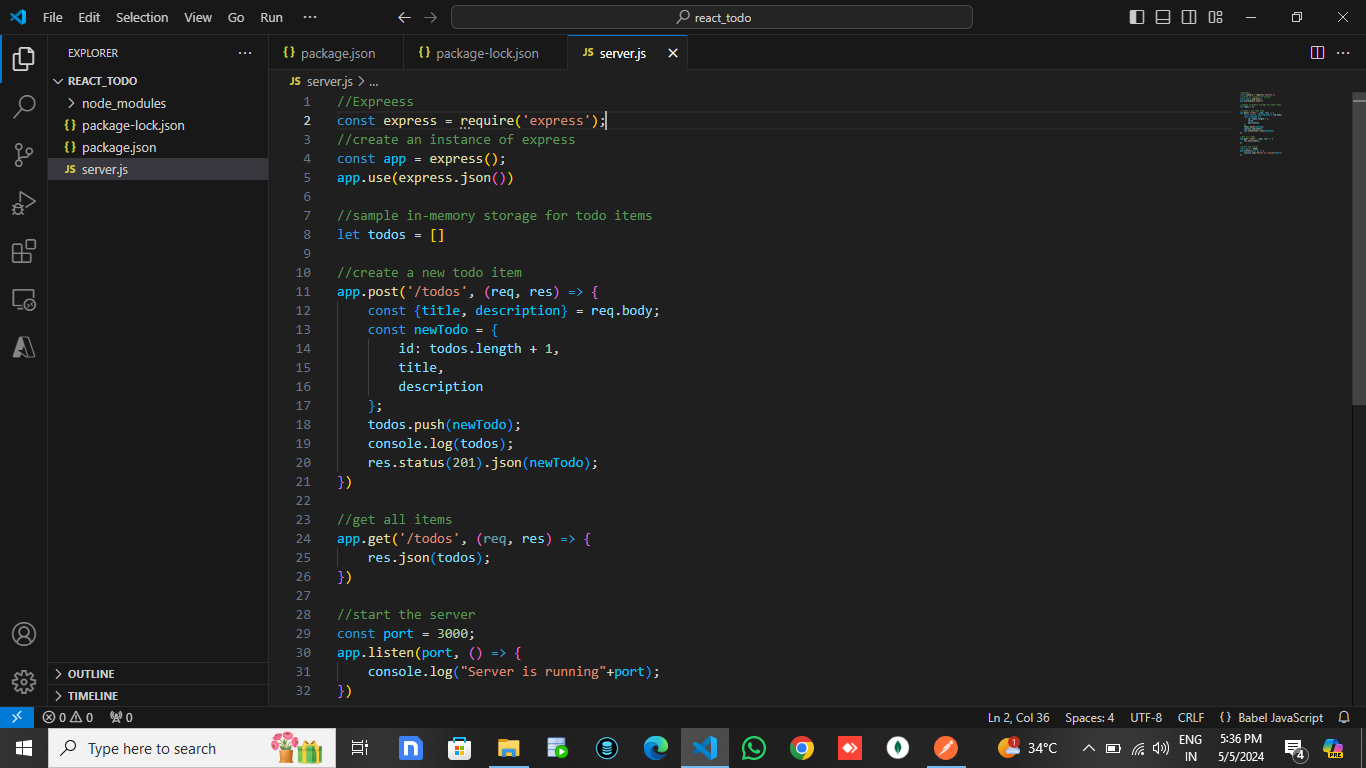 File Edit Selection View Go Run ···
react_todo
EXPLORER ···
REACT_TODO
node_modules
{} package-lock.json
{} package.json
JS server.js
OUTLINE
TIMELINE
{} package.json {} package-lock.json JS server.js
JS server.js > ...
1 //Expreess
2 const express = require('express');
3 //create an instance of express
4 const app = express();
5 app.use(express.json())
6
7 //sample in-memory storage for todo items
8 let todos = []
9
10 //create a new todo item
11 app.post('/todos', (req, res) => {
12 const {title, description} = req.body;
13 const newTodo = {
14 id: todos.length + 1,
15 title,
16 description
17 };
18 todos.push(newTodo);
19 console.log(todos);
20 res.status(201).json(newTodo);
21 })
22
23 //get all items
24 app.get('/todos', (req, res) => {
25 res.json(todos);
26 })
27
28 //start the server
29 const port = 3000;
30 app.listen(port, () => {
31 console.log("Server is running"+port);
32 })
0 0 0 Ln 2, Col 36 Spaces: 4 UTF-8 CRLF {} Babel JavaScript
Type here to search
1 34°C
ENG
IN
5:36 PM
5/5/2024
4
PRE